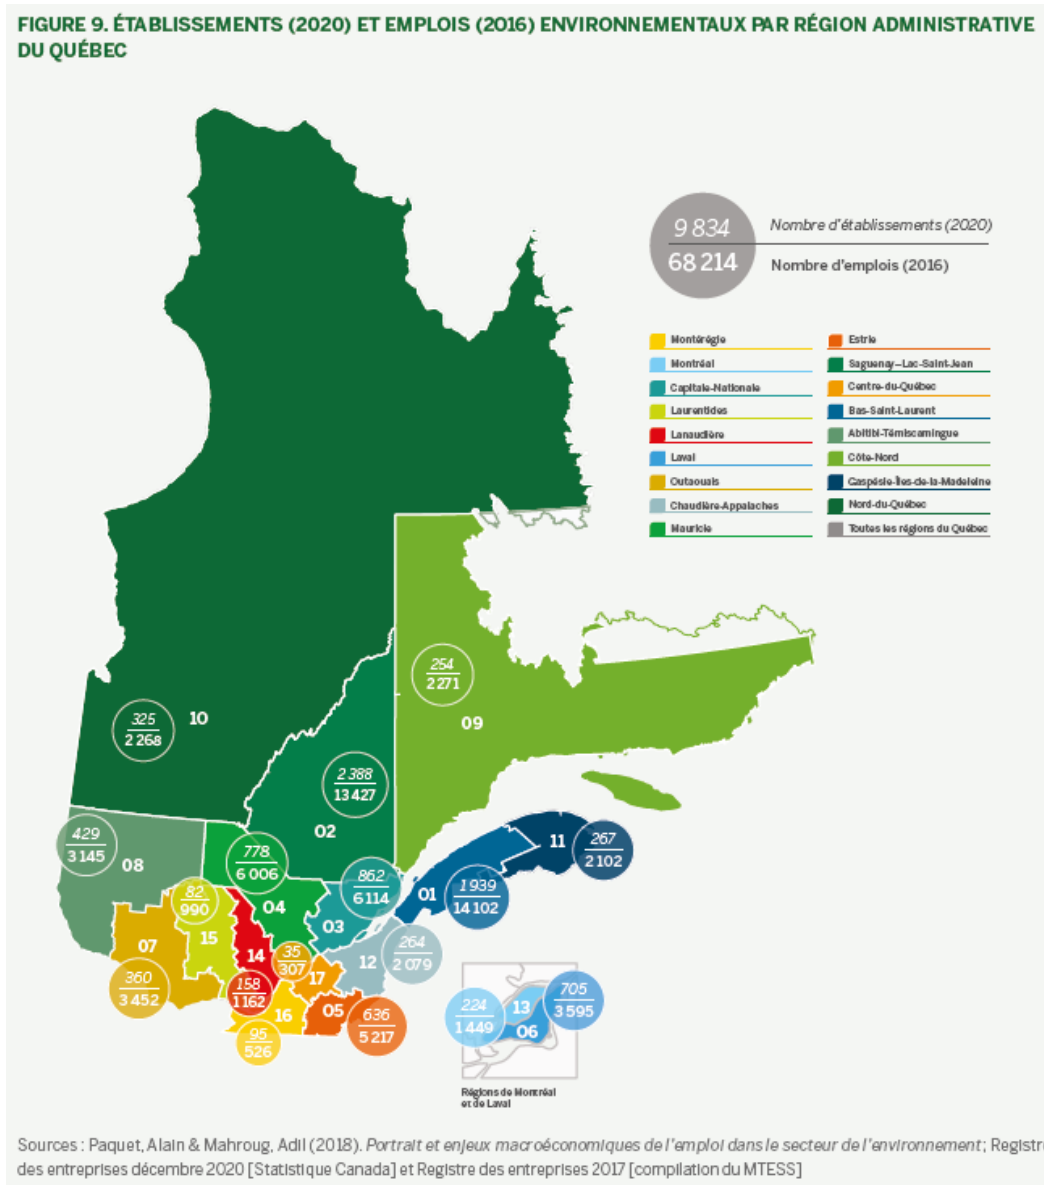 FIGURE 9. ÉTABLISSEMENTS (2020) ET EMPLOIS (2016) ENVIRONNEMENTAUX PAR RÉGION ADMINISTRATIVE
DU QUÉBEC
9 834
Nombre d'établissements (2020)
68 214
Nombre d'emplois (2016)
Montérégie
Montréal
Capitale-Nationale
Laurentides
Lanaudière
Laval
Outaouais
Chaudière-Appalaches
Mauricie
Estrie
Saguenay–Lac-Saint-Jean
Centre-du-Québec
Bas-Saint-Laurent
Abitibi-Témiscamingue
Côte-Nord
Gaspésie-Îles-de-la-Madeleine
Nord-du-Québec
Toutes les régions du Québec
254
2 271
09
325
2 268
10
2 388
13 427
02
429
3 145
08
778
6 006
04
862
6 114
03
1 939
14 102
01
267
2 102
11
82
990
15
07
360
3 452
14
158
1 162
35
307
17
264
2 079
12
16
95
526
05
636
5 217
224
1 449
13
06
705
3 595
Régions de Montréal
et de Laval
Sources : Paquet, Alain & Mahroug, Adil (2018). Portrait et enjeux macroéconomiques de l'emploi dans le secteur de l'environnement; Registr
des entreprises décembre 2020 [Statistique Canada] et Registre des entreprises 2017 [compilation du MTESS]